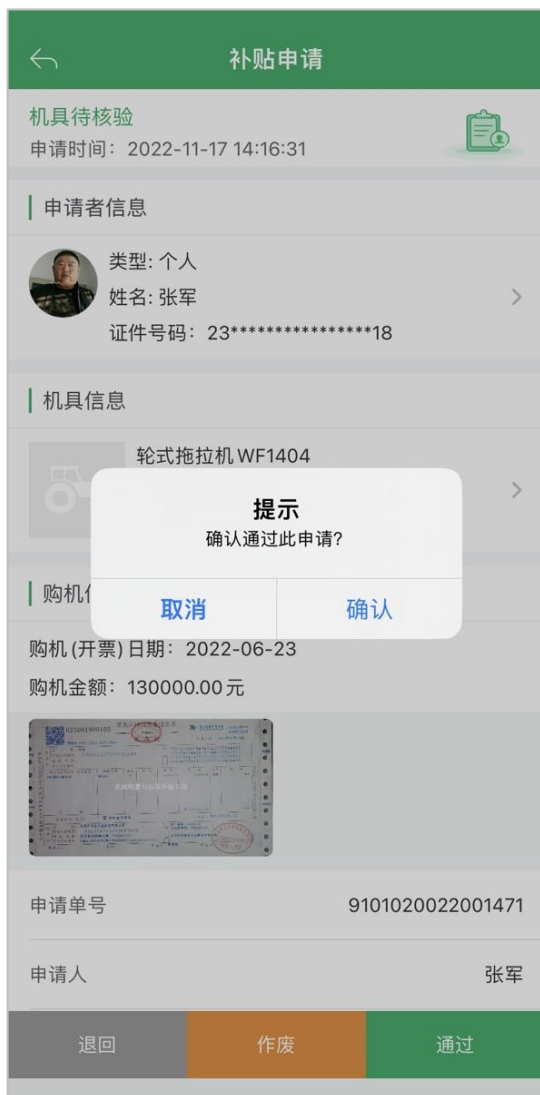 补贴申请
机具待核验
申请时间：2022-11-17 14:16:31
申请者信息
类型: 个人
姓名: 张军
证件号码：23****************18
机具信息
轮式拖拉机 WF1404
提示
确认通过此申请?
取消
确认
购机
购机(开票)日期：2022-06-23
购机金额：130000.00元
申请单号
9101020022001471
申请人
张军
退回
作废
通过